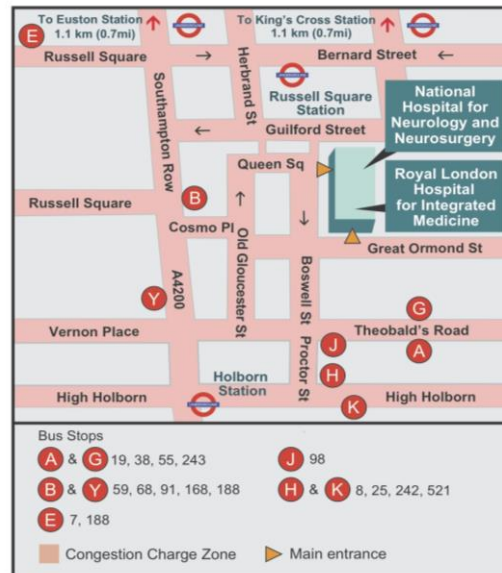 To Euston Station
1.1 km (0.7mi)
To King's Cross Station
1.1 km (0.7mi)
E
Russell Square
Bernard Street
Southampton Row
Herbrand St
Russell Square
Station
National
Hospital for
Neurology and
Neurosurgery
Guilford Street
Queen Sq
Royal London
Hospital
for Integrated
Medicine
B
Russell Square
Cosmo Pl
Old Gloucester St
Boswell St
Great Ormond St
Y
A4200
G
Vernon Place
Theobald's Road
J
A
Proctor St
H
Holborn
Station
High Holborn
K
High Holborn
Bus Stops
A & G 19, 38, 55, 243
J 98
B & Y 59, 68, 91, 168, 188
H & K 8, 25, 242, 521
E 7, 188
Congestion Charge Zone
Main entrance